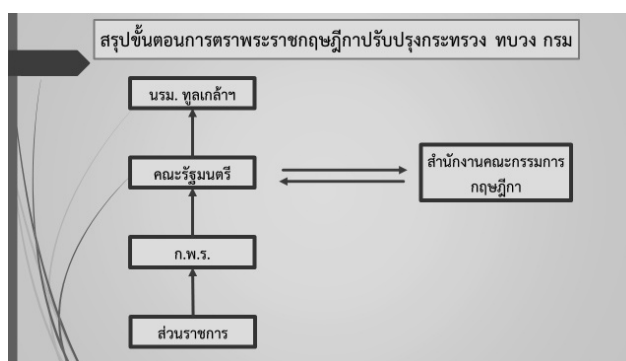 สรุปขั้นตอนการตราพระราชกฤษฎีกาปรับปรุงกระทรวง ทบวง กรม
นรม. ทูลเกล้าฯ
คณะรัฐมนตรี
สำนักงานคณะกรรมการ
กฤษฎีกา
ก.พ.ร.
ส่วนราชการ